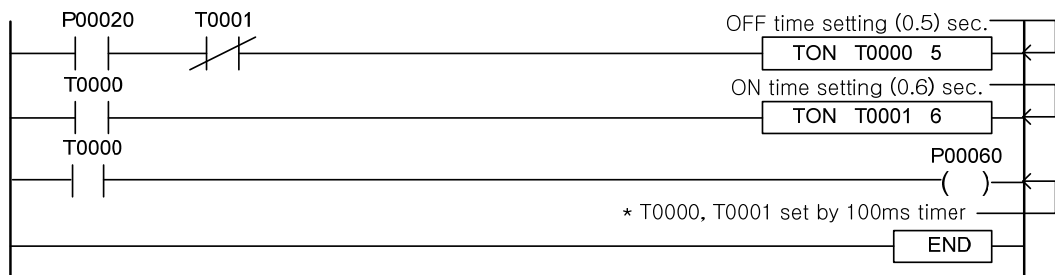 P00020 T0001 OFF time setting (0.5) sec.
TON T0000 5
T0000 ON time setting (0.6) sec.
TON T0001 6
T0000 P00060
* T0000, T0001 set by 100ms timer
END